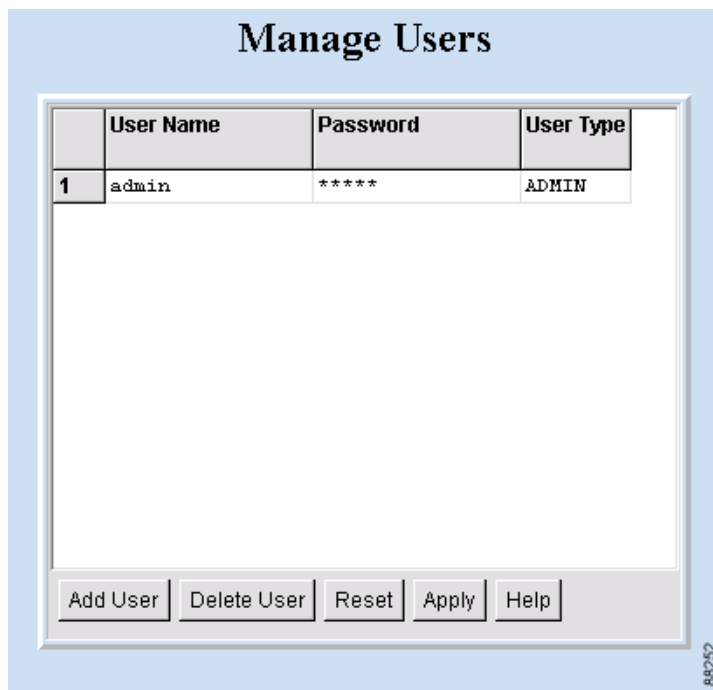 Manage Users
User Name Password User Type
1 admin ***** ADMIN
Add User Delete User Reset Apply Help
88252